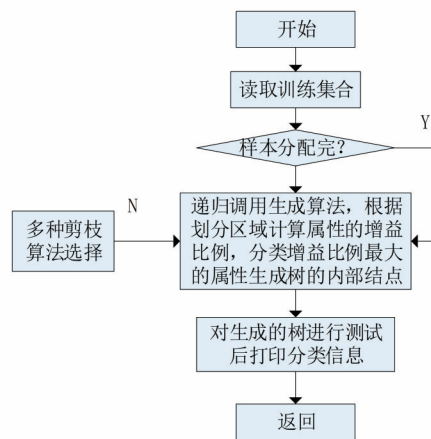 开始
读取训练集合
样本分配完？
Y
N
多种剪枝
算法选择
递归调用生成算法，根据
划分区域计算属性的增益
比例，分类增益比例最大
的属性生成树的内部结点
对生成的树进行测试
后打印分类信息
返回